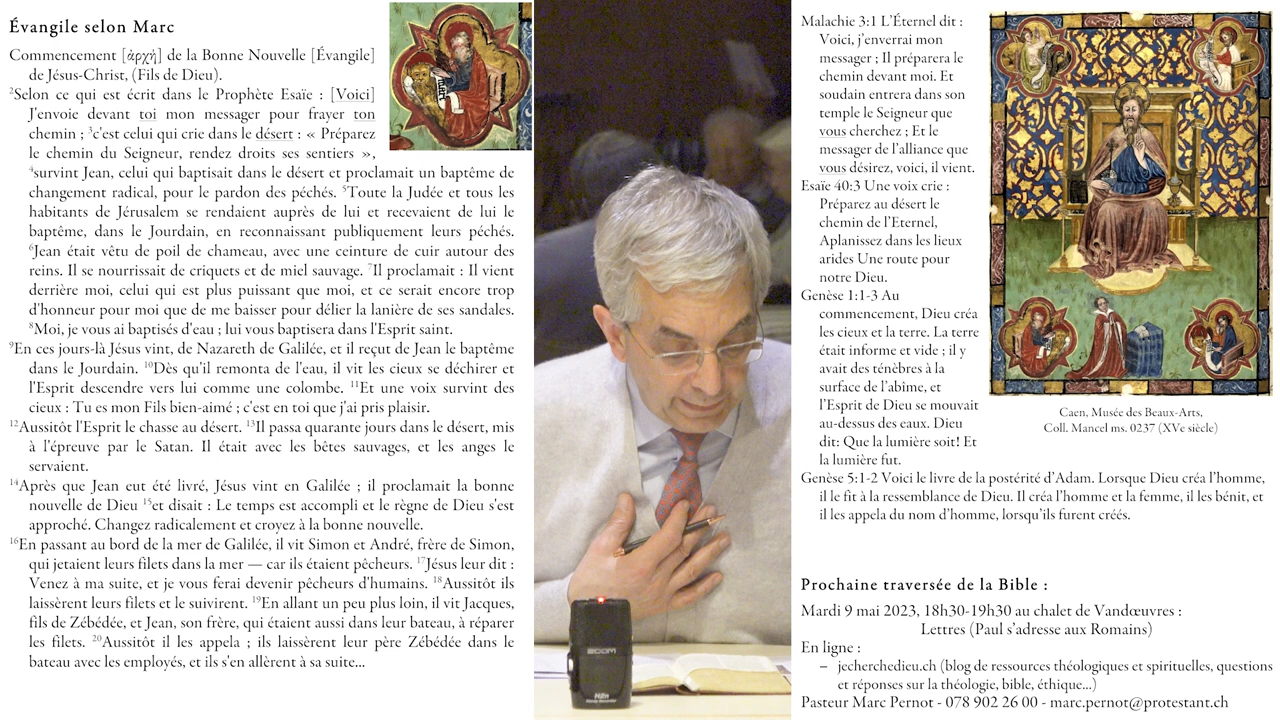 Évangile selon Marc
Commencement [ἀρχὴ] de la Bonne Nouvelle [Évangile]
de Jésus-Christ, (Fils de Dieu).
²Selon ce qui est écrit dans le Prophète Esaïe : [Voici]
J'envoie devant toi mon messager pour frayer ton
chemin ; ³c'est celui qui crie dans le désert : « Préparez
le chemin du Seigneur, rendez droits ses sentiers »,
⁴survint Jean, celui qui baptisait dans le désert et proclamait un baptême de
changement radical, pour le pardon des péchés. ⁵Toute la Judée et tous les
habitants de Jérusalem se rendaient auprès de lui et recevaient de lui le
baptême, dans le Jourdain, en reconnaissant publiquement leurs péchés.
⁶Jean était vêtu de poil de chameau, avec une ceinture de cuir autour des
reins. Il se nourrissait de criquets et de miel sauvage. ⁷Il proclamait : Il vient
derrière moi, celui qui est plus puissant que moi, et ce serait encore trop
d'honneur pour moi que de me baisser pour délier la lanière de ses sandales.
⁸Moi, je vous ai baptisés d'eau ; lui vous baptisera dans l'Esprit saint.
⁹En ces jours-là Jésus vint, de Nazareth de Galilée, et il reçut de Jean le baptême
dans le Jourdain. ¹⁰Dès qu'il remonta de l'eau, il vit les cieux se déchirer et
l'Esprit descendre vers lui comme une colombe. ¹¹Et une voix survint des
cieux : Tu es mon Fils bien-aimé ; c'est en toi que j'ai pris plaisir.
¹²Aussitôt l'Esprit le chasse au désert. ¹³Il passa quarante jours dans le désert, mis
à l'épreuve par le Satan. Il était avec les bêtes sauvages, et les anges le
servaient.
¹⁴Après que Jean eut été livré, Jésus vint en Galilée ; il proclamait la bonne
nouvelle de Dieu ¹⁵et disait : Le temps est accompli et le règne de Dieu s'est
approché. Changez radicalement et croyez à la bonne nouvelle.
¹⁶En passant au bord de la mer de Galilée, il vit Simon et André, frère de Simon,
qui jetaient leurs filets dans la mer — car ils étaient pêcheurs. ¹⁷Jésus leur dit :
Venez à ma suite, et je vous ferai devenir pêcheurs d'humains. ¹⁸Aussitôt ils
laissèrent leurs filets et le suivirent. ¹⁹En allant un peu plus loin, il vit Jacques,
fils de Zébédée, et Jean, son frère, qui étaient aussi dans leur bateau, à réparer
les filets. ²⁰Aussitôt il les appela ; ils laissèrent leur père Zébédée dans le
bateau avec les employés, et ils s'en allèrent à sa suite...
ZOOM
H2n
Malachie 3:1 L'Éternel dit :
Voici, j'enverrai mon
messager ; Il préparera le
chemin devant moi. Et
soudain entrera dans son
temple le Seigneur que
vous cherchez ; Et le
messager de l'alliance que
vous désirez, voici, il vient.
Esaïe 40:3 Une voix crie :
Préparez au désert le
chemin de l'Eternel,
Aplanissez dans les lieux
arides Une route pour
notre Dieu.
Genèse 1:1-3 Au
commencement, Dieu créa
les cieux et la terre. La terre
était informe et vide ; il y
avait des ténèbres à la
surface de l'abîme, et
l'Esprit de Dieu se mouvait
au-dessus des eaux. Dieu
dit: Que la lumière soit! Et
la lumière fut.
Genèse 5:1-2 Voici le livre de la postérité d'Adam. Lorsque Dieu créa l'homme,
il le fit à la ressemblance de Dieu. Il créa l'homme et la femme, il les bénit, et
il les appela du nom d'homme, lorsqu'ils furent créés.
Caen, Musée des Beaux-Arts,
Coll. Mancel ms. 0237 (XVe siècle)
Prochaine traversée de la Bible :
Mardi 9 mai 2023, 18h30-19h30 au chalet de Vandœuvres :
Lettres (Paul s'adresse aux Romains)
En ligne :
– jecherchedieu.ch (blog de ressources théologiques et spirituelles, questions
et réponses sur la théologie, bible, éthique...)
Pasteur Marc Pernot - 078 902 26 00 - marc.pernot@protestant.ch